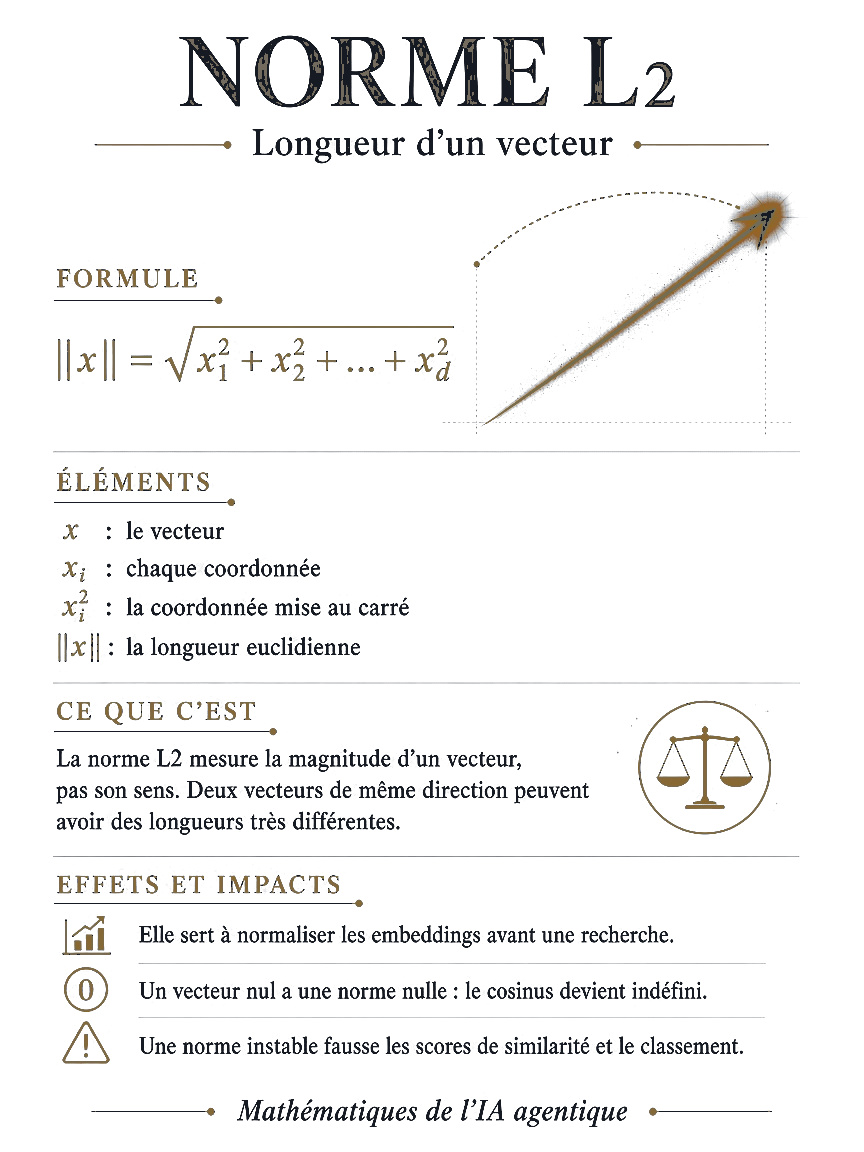 NORME L2
Longueur d’un vecteur
FORMULE
||x|| = √(x₁² + x₂² + ... + x_d²)
ÉLÉMENTS
x : le vecteur
xᵢ : chaque coordonnée
xᵢ² : la coordonnée mise au carré
||x|| : la longueur euclidienne
CE QUE C’EST
La norme L2 mesure la magnitude d’un vecteur,
pas son sens. Deux vecteurs de même direction peuvent
avoir des longueurs très différentes.
EFFETS ET IMPACTS
Elle sert à normaliser les embeddings avant une recherche.
0
Un vecteur nul a une norme nulle : le cosinus devient indéfini.
!
Une norme instable fausse les scores de similarité et le classement.
Mathématiques de l’IA agentique